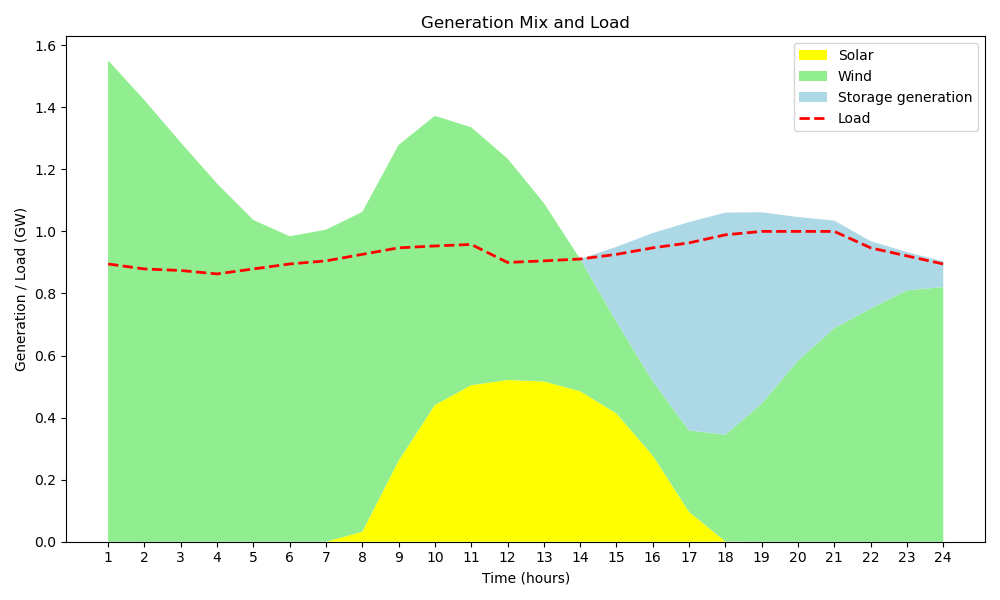 Generation Mix and Load
Solar
Wind
Storage generation
Load
Generation / Load (GW)
1.6
1.4
1.2
1.0
0.8
0.6
0.4
0.2
0.0
1 2 3 4 5 6 7 8 9 10 11 12 13 14 15 16 17 18 19 20 21 22 23 24
Time (hours)